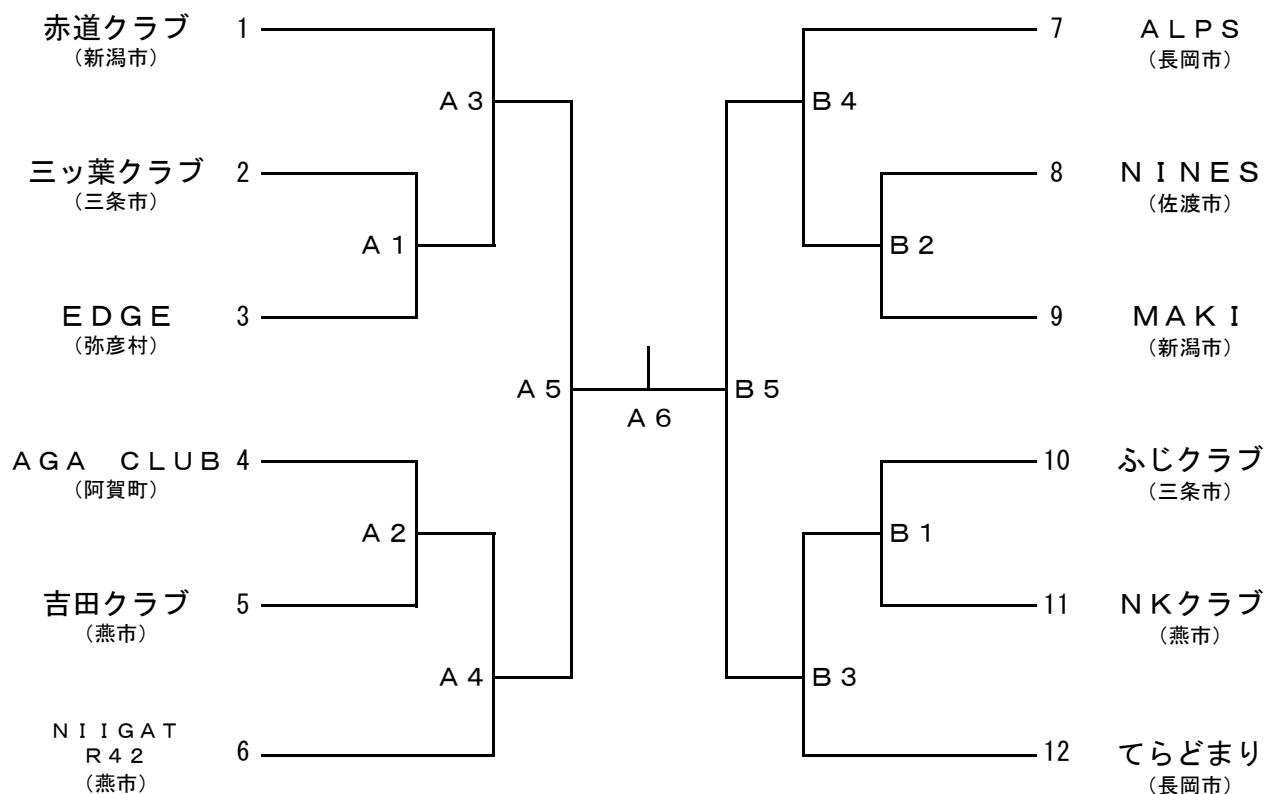 赤道クラブ 1
（新潟市）
A3
三ッ葉クラブ 2
（三条市）
A1
EDGE 3
（弥彦村）
A5
AGA CLUB 4
（阿賀町）
A2
吉田クラブ 5
（燕市）
A4
NIIGAT
R42
6
（燕市）
A6
7 ALPS
（長岡市）
B4
8 NINES
（佐渡市）
B2
9 MAKI
（新潟市）
B5
10 ふじクラブ
（三条市）
B1
11 NKクラブ
（燕市）
B3
12 てらどまり
（長岡市）